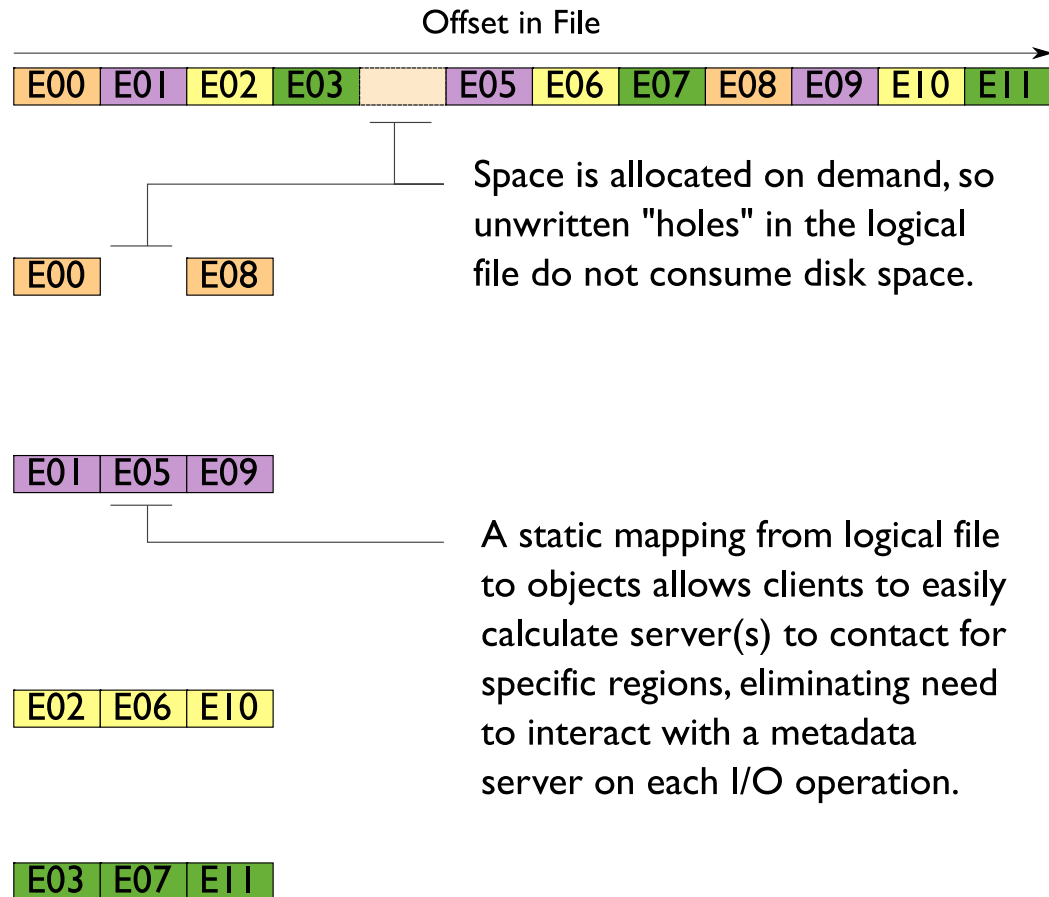 Offset in File
E00 E01 E02 E03 E05 E06 E07 E08 E09 E10 E11
Space is allocated on demand, so
unwritten "holes" in the logical
file do not consume disk space.
E00 E08
E01 E05 E09
A static mapping from logical file
to objects allows clients to easily
calculate server(s) to contact for
specific regions, eliminating need
to interact with a metadata
server on each I/O operation.
E02 E06 E10
E03 E07 E11